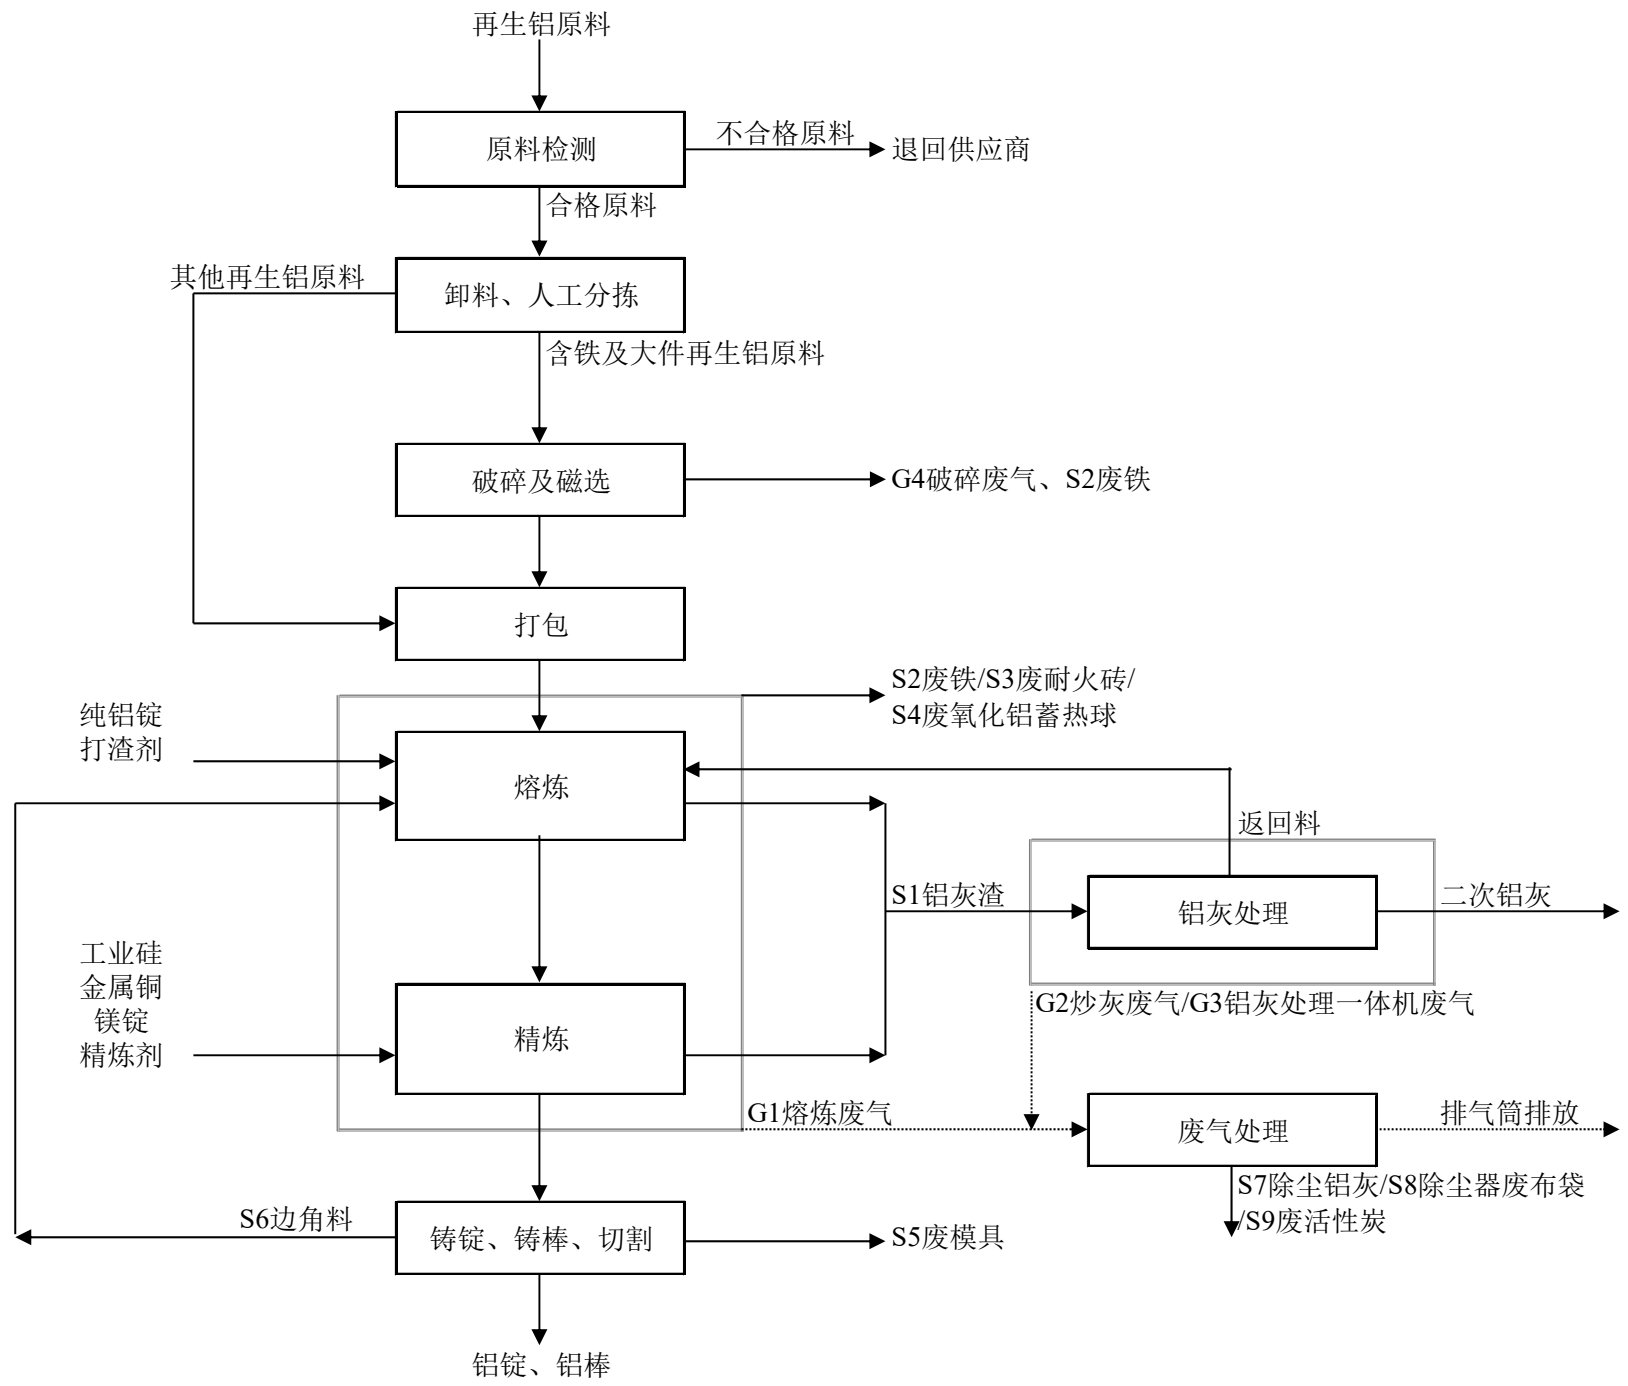 再生铝原料
原料检测
不合格原料
退回供应商
合格原料
其他再生铝原料
卸料、人工分拣
含铁及大件再生铝原料
破碎及磁选
G4破碎废气、S2废铁
打包
S2废铁/S3废耐火砖/
S4废氧化铝蓄热球
纯铝锭
打渣剂
熔炼
返回料
S1铝灰渣
铝灰处理
二次铝灰
工业硅
金属铜
镁锭
精炼剂
精炼
G2炒灰废气/G3铝灰处理一体机废气
G1熔炼废气
废气处理
排气筒排放
S7除尘铝灰/S8除尘器废布袋
/S9废活性炭
S6边角料
铸锭、铸棒、切割
S5废模具
铝锭、铝棒